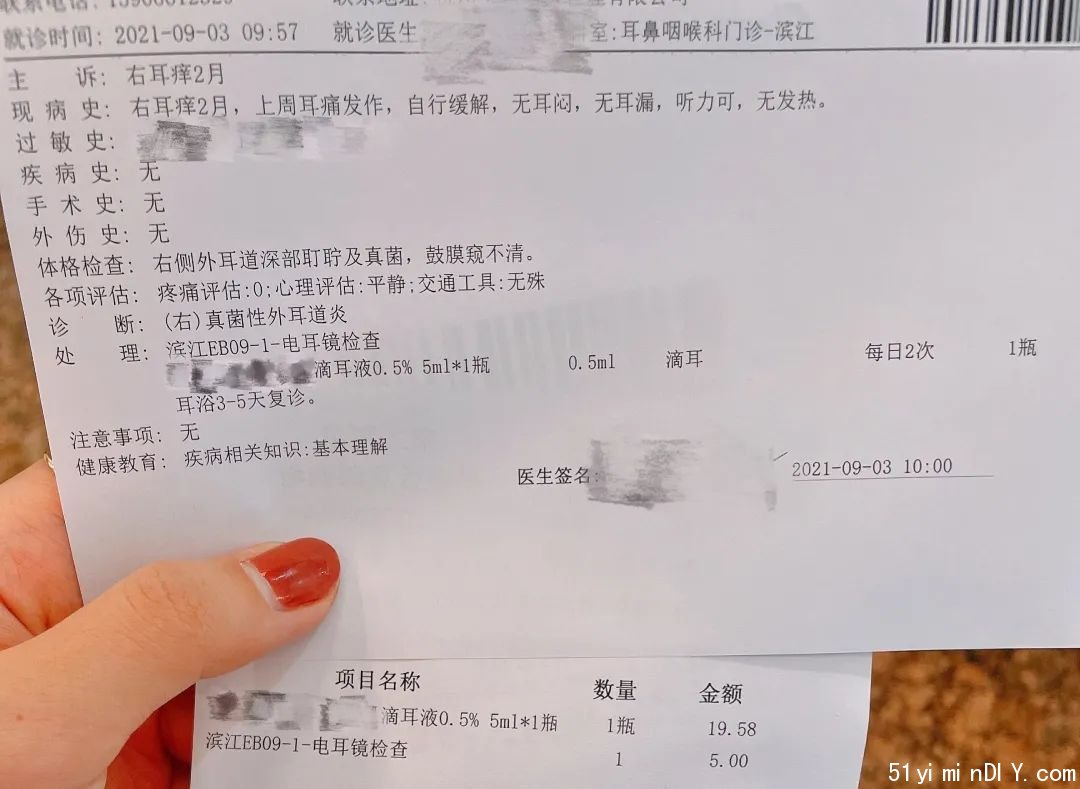 就诊时间: 2021-09-03 09:57 就诊医生 室:耳鼻咽喉科门诊-滨江
主 诉: 右耳痒2月
现 病 史: 右耳痒2月，上周耳痛发作，自行缓解，无耳闷，无耳漏，听力可，无发热。
过 敏 史:
疾 病 史: 无
手 术 史: 无
外 伤 史: 无
体格检查: 右侧外耳道深部耵聍及真菌，鼓膜窥不清。
各项评估: 疼痛评估:0;心理评估:平静;交通工具:无殊
诊 断: (右)真菌性外耳道炎
处 理: 滨江EB09-1-电耳镜检查
滴耳液0.5% 5ml*1瓶 0.5ml 滴耳 每日2次 1瓶
耳浴3-5天复诊。
注意事项: 无
健康教育: 疾病相关知识:基本理解
医生签名: 2021-09-03 10:00
项目名称 数量 金额
滴耳液0.5% 5ml*1瓶 1瓶 19.58
滨江EB09-1-电耳镜检查 1 5.00
51yi mi nDI Y. com